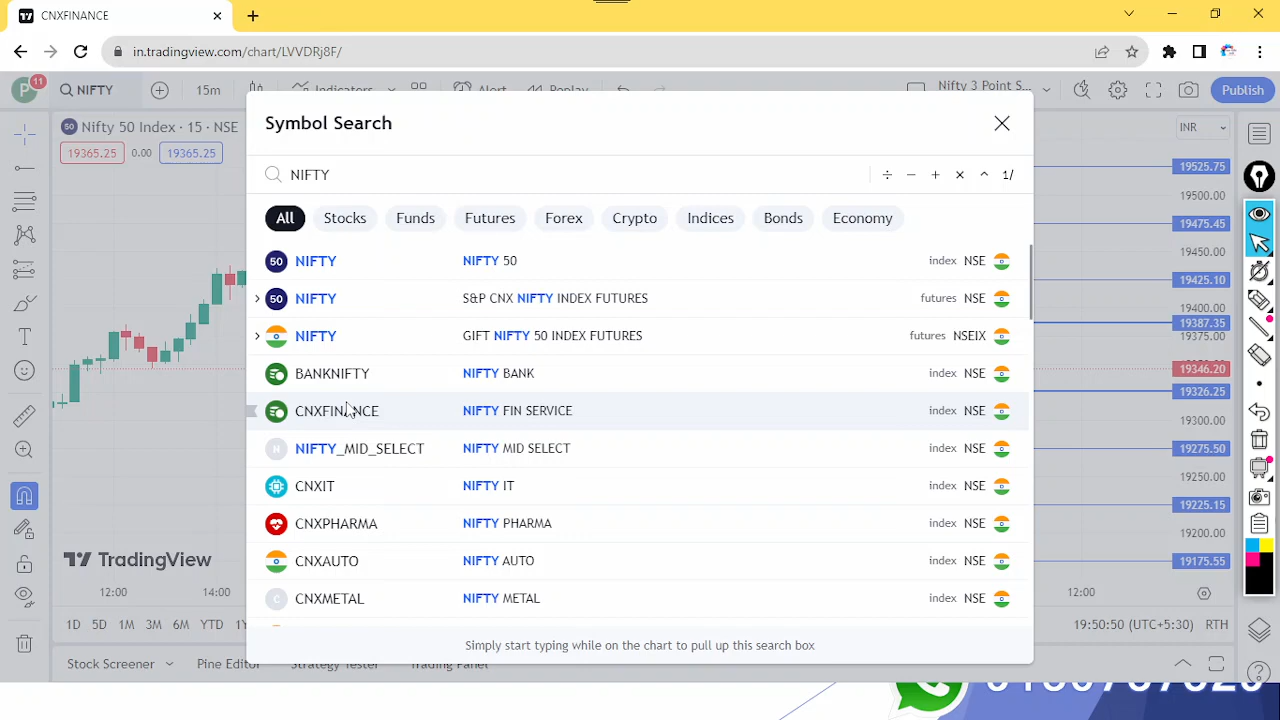 CNXFINANCE
in.tradingview.com/chart/LVVDRj8F/
P 11 NIFTY 15m Indicators Alert Replay Nifty 3 Point S... Publish
50 Nifty 50 Index · 15 · NSE
INR
19365.25 0.00 19365.25
Symbol Search
NIFTY
÷ − + × ^ 1/
All Stocks Funds Futures Forex Crypto Indices Bonds Economy
50 NIFTY NIFTY 50 index NSE
50 NIFTY S&P CNX NIFTY INDEX FUTURES futures NSE
NIFTY GIFT NIFTY 50 INDEX FUTURES futures NSEIX
BANKNIFTY NIFTY BANK index NSE
CNXFINANCE NIFTY FIN SERVICE index NSE
N NIFTY_MID_SELECT NIFTY MID SELECT index NSE
CNXIT NIFTY IT index NSE
CNXPHARMA NIFTY PHARMA index NSE
CNXAUTO NIFTY AUTO index NSE
C CNXMETAL NIFTY METAL index NSE
Simply start typing while on the chart to pull up this search box
19525.75
19500.00
19475.45
19450.00
19425.10
19400.00
19387.35
19375.00
19346.20
19326.25
19300.00
19275.50
19250.00
19225.15
19200.00
19175.55
TradingView
12:00 14:00 12:00
1D 5D 1M 3M 6M YTD 1Y
19:50:50 (UTC+5:30) RTH
Stock Screener Pine Editor Strategy Tester Trading Panel